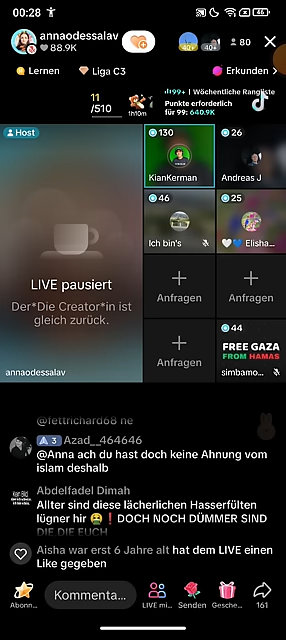 00:28
46
annaodessalav
88.9K
40+
40+
80
Lernen
Liga C3
Erkunden
11
/510
1h10m
99+ | Wöchentliche Rangliste
Punkte erforderlich
für 99: 640.9K
Host
130
KianKerman
26
Andreas J
46
Ich bin's
25
Elisha...
LIVE pausiert
Der*Die Creator*in ist
gleich zurück.
Anfragen
Anfragen
Anfragen
44
FREE GAZA
FROM HAMAS
simbamo...
annaodessalav
@fettrichard68 ne
3 Azad__464646
@Anna ach du hast doch keine Ahnung vom
islam deshalb
Abdelfadel Dimah
Allter sind diese lächerlichen Hasserfülten
lügner hir 🤮❗DOCH NOCH DÜMMER SIND
DIE DIE EUCH
Aisha war erst 6 Jahre alt hat dem LIVE einen
Like gegeben
Abonn...
Kommenta...
LIVE mi...
Senden
Gesche...
161